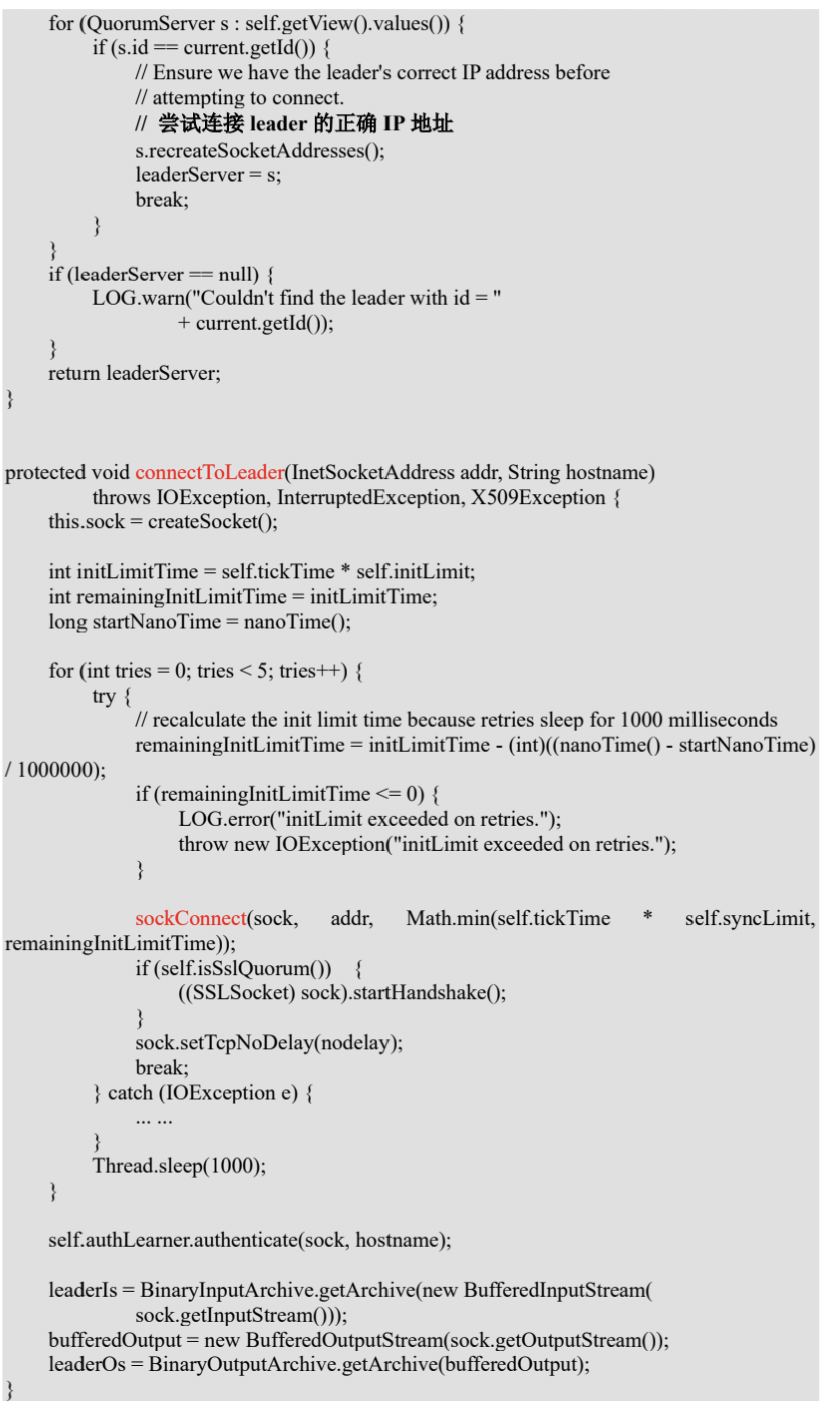 for (QuorumServer s : self.getView().values()) {
if (s.id == current.getId()) {
// Ensure we have the leader's correct IP address before
// attempting to connect.
// 尝试连接 leader 的正确 IP 地址
s.recreateSocketAddresses();
leaderServer = s;
break;
}
}
if (leaderServer == null) {
LOG.warn("Couldn't find the leader with id = "
+ current.getId());
}
return leaderServer;
}
protected void connectToLeader(InetSocketAddress addr, String hostname)
throws IOException, InterruptedException, X509Exception {
this.sock = createSocket();
int initLimitTime = self.tickTime * self.initLimit;
int remainingInitLimitTime = initLimitTime;
long startNanoTime = nanoTime();
for (int tries = 0; tries < 5; tries++) {
try {
// recalculate the init limit time because retries sleep for 1000 milliseconds
remainingInitLimitTime = initLimitTime - (int)((nanoTime() - startNanoTime)
/ 1000000);
if (remainingInitLimitTime <= 0) {
LOG.error("initLimit exceeded on retries.");
throw new IOException("initLimit exceeded on retries.");
}
sockConnect(sock, addr, Math.min(self.tickTime * self.syncLimit,
remainingInitLimitTime));
if (self.isSslQuorum()) {
((SSLSocket) sock).startHandshake();
}
sock.setTcpNoDelay(nodelay);
break;
} catch (IOException e) {
... ...
}
Thread.sleep(1000);
}
self.authLearner.authenticate(sock, hostname);
leaderIs = BinaryInputArchive.getArchive(new BufferedInputStream(
sock.getInputStream()));
bufferedOutput = new BufferedOutputStream(sock.getOutputStream());
leaderOs = BinaryOutputArchive.getArchive(bufferedOutput);
}